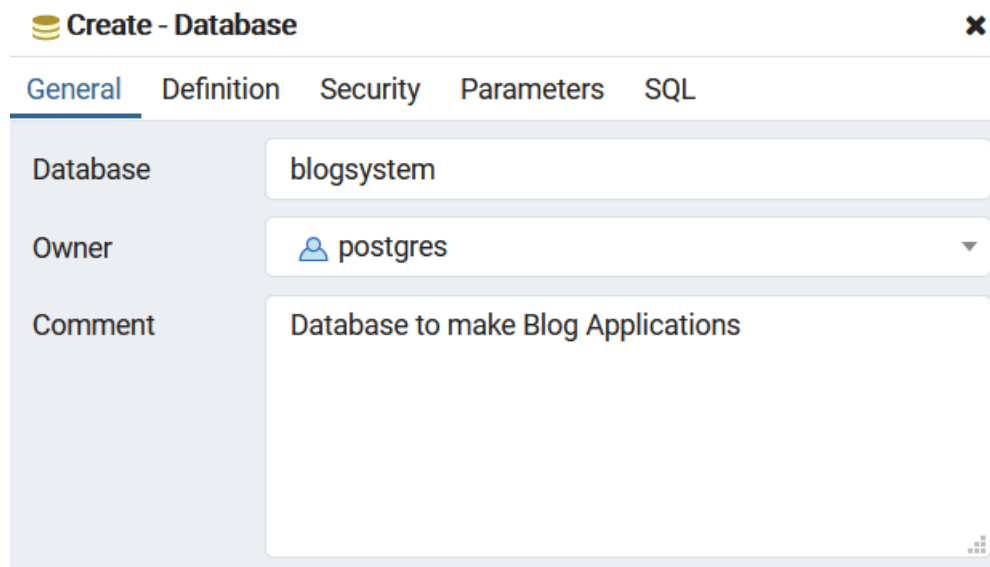 Create - Database
General Definition Security Parameters SQL
Database blogsystem
Owner postgres
Comment Database to make Blog Applications